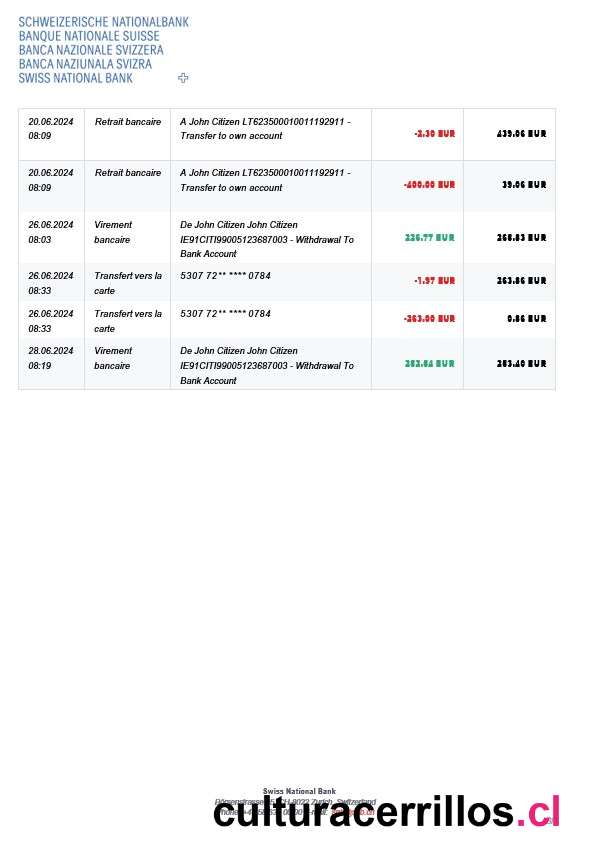 SCHWEIZERISCHE NATIONALBANK
BANQUE NATIONALE SUISSE
BANCA NAZIONALE SVIZZERA
BANCA NAZIUNALA SVIZRA
SWISS NATIONAL BANK
20.06.2024 Retrait bancaire A John Citizen LT623500010011192911 -
08:09 Transfer to own account -2.30 EUR 439.06 EUR
20.06.2024 Retrait bancaire A John Citizen LT623500010011192911 -
08:09 Transfer to own account -400.00 EUR 39.06 EUR
26.06.2024 Virement De John Citizen John Citizen
08:03 bancaire IE91CITI99005123687003 - Withdrawal To 226.77 EUR 265.83 EUR
Bank Account
26.06.2024 Transfert vers la 5307 72** **** 0784 -1.97 EUR 263.86 EUR
08:33 carte
26.06.2024 Transfert vers la 5307 72** **** 0784 -263.00 EUR 0.86 EUR
08:33 carte
28.06.2024 Virement De John Citizen John Citizen
08:19 bancaire IE91CITI99005123687003 - Withdrawal To EUR EUR
Bank Account
Swiss National Bank
CH-8022 Zurich, Switzerland
culturacerrillos.cl